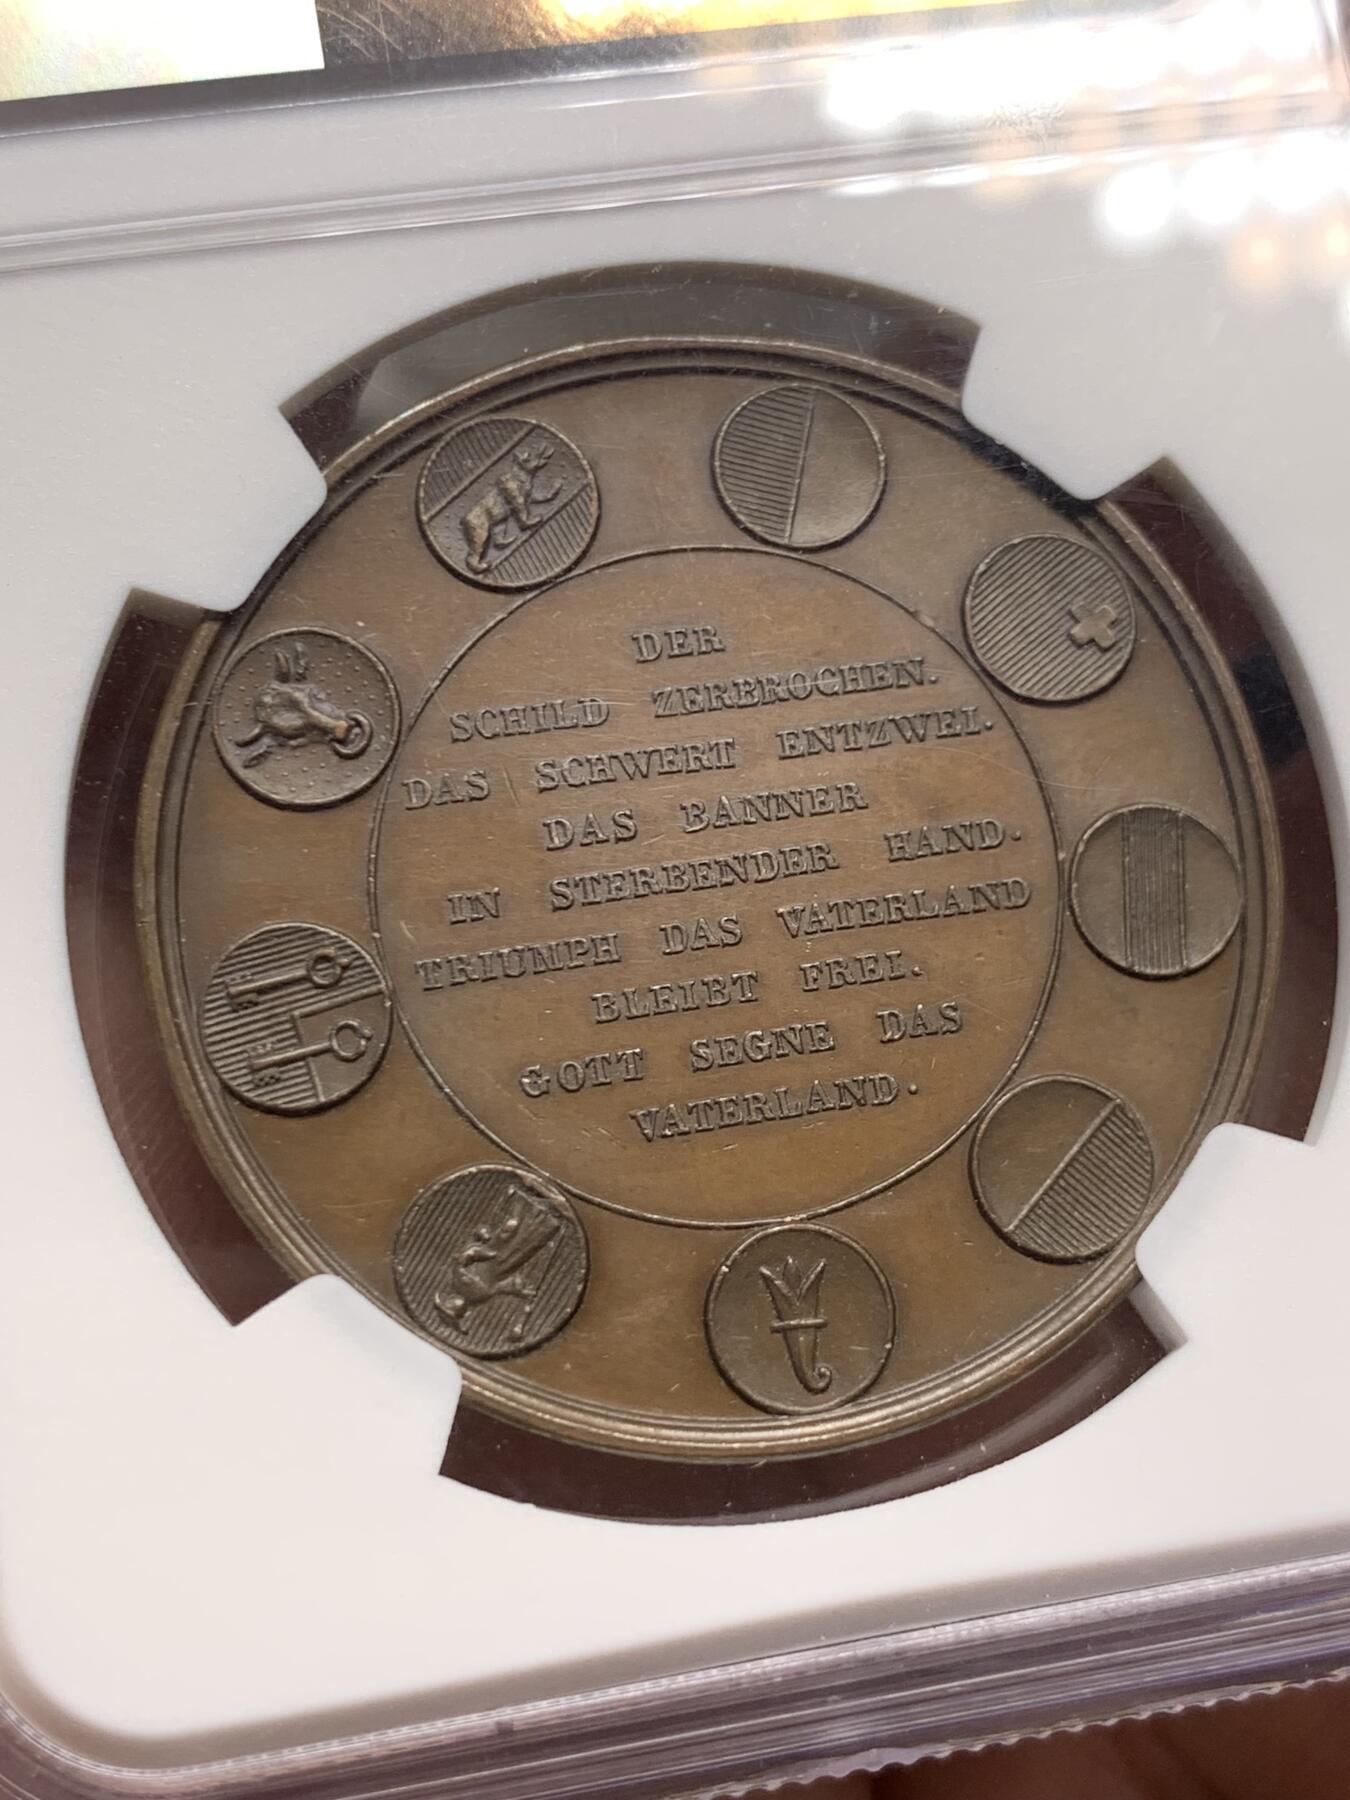 DER
SCHILD ZERBROCHEN.
DAS SCHWERT ENTZWEI.
DAS BANNER
IN STERBENDER HAND.
TRIUMPH DAS VATERLAND
BLEIBT FREI.
GOTT SEGNE DAS
VATERLAND.